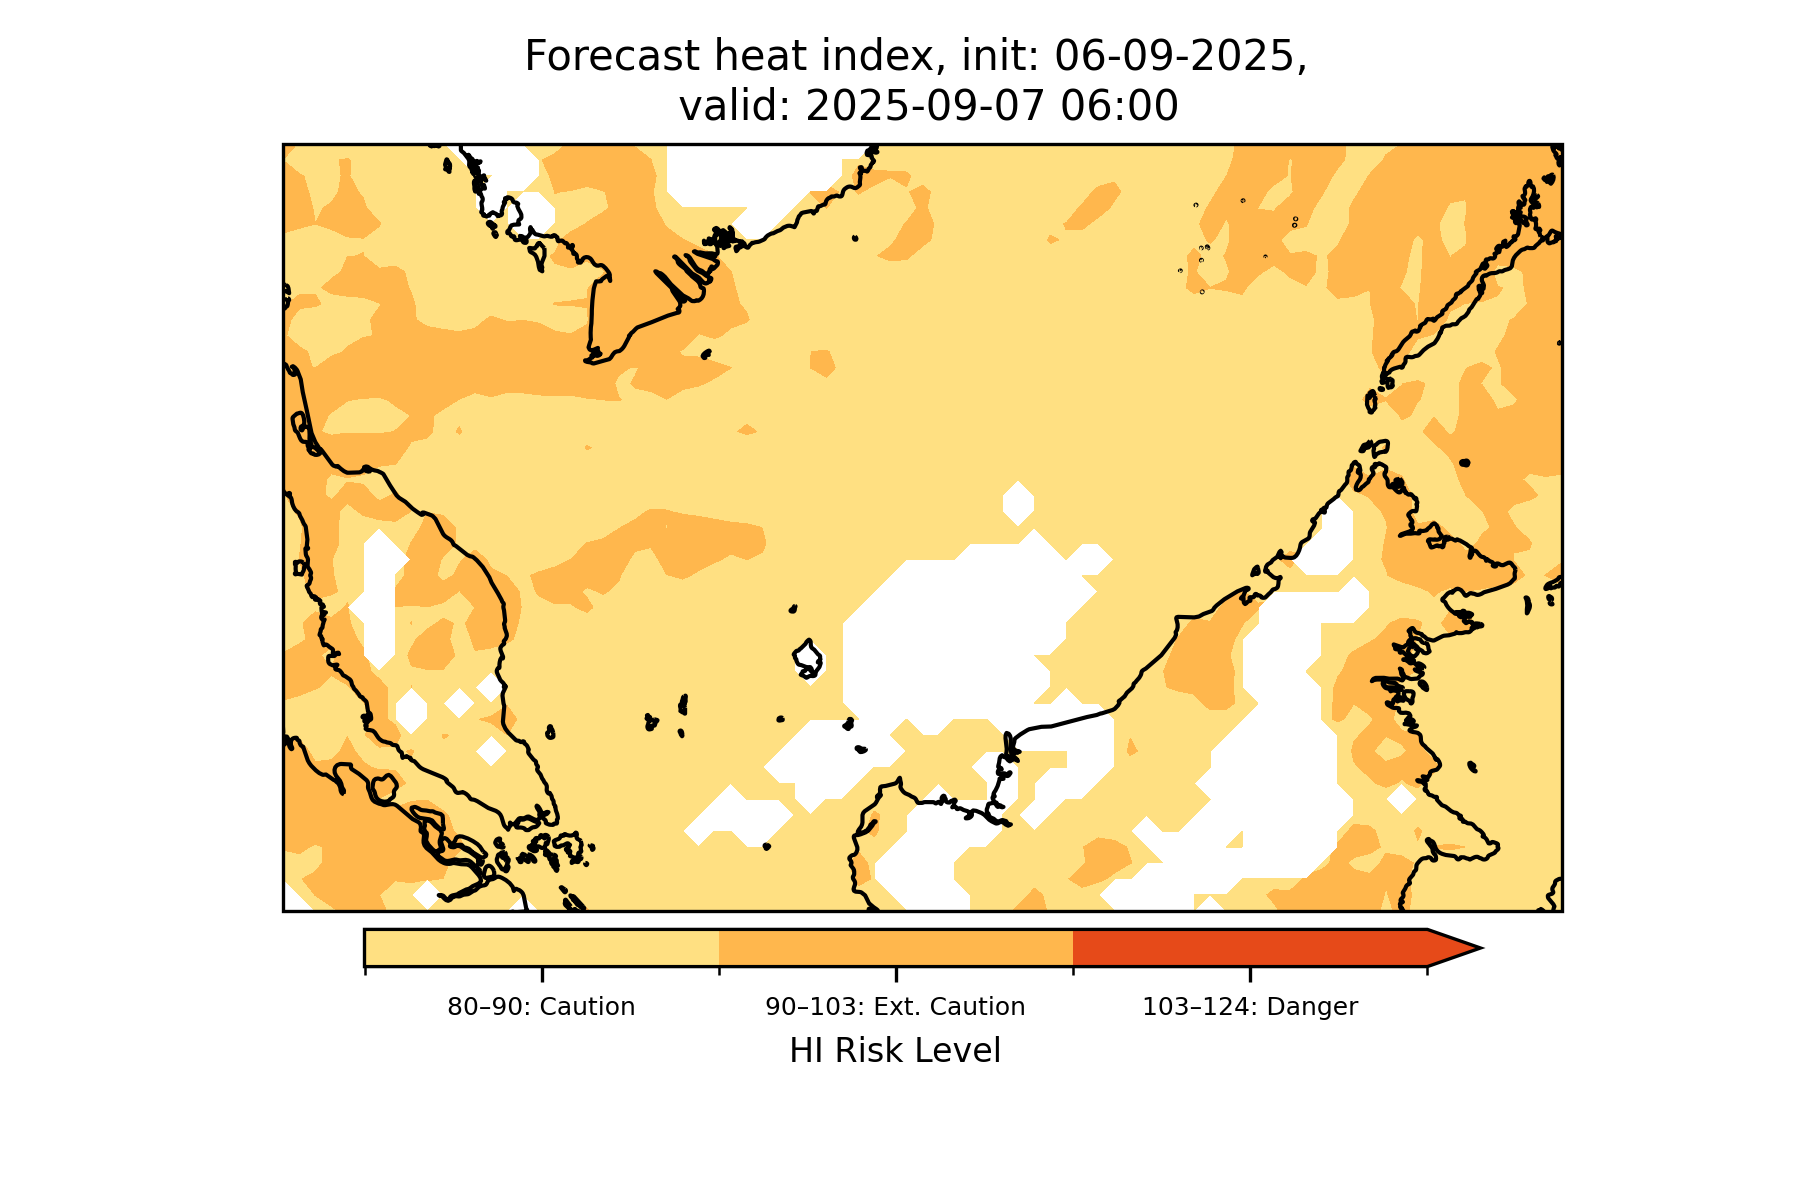 Forecast heat index, init: 06-09-2025,
valid: 2025-09-07 06:00
80–90: Caution
90–103: Ext. Caution
103–124: Danger
HI Risk Level